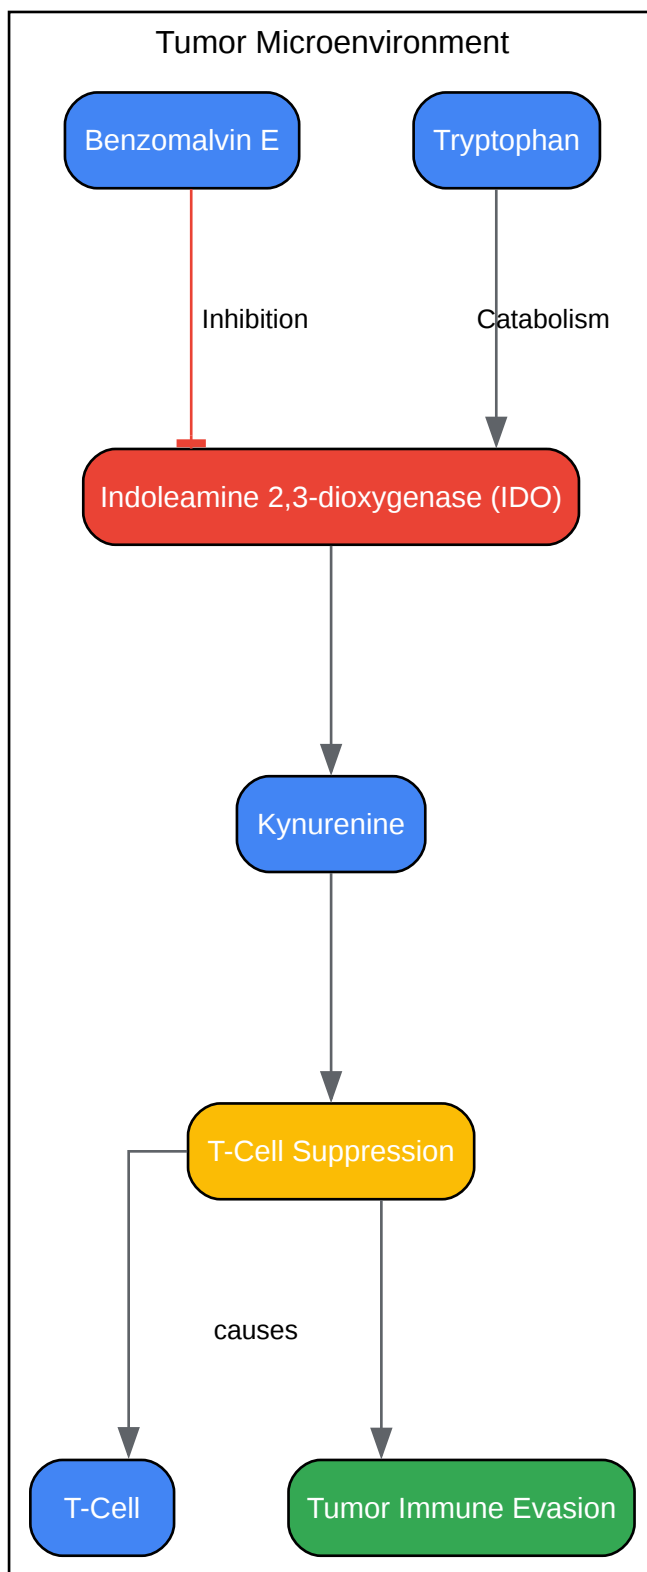 Tumor Microenvironment
Benzomalvin E
Tryptophan
Inhibition
Catabolism
Indoleamine 2,3-dioxygenase (IDO)
Kynurenine
T-Cell Suppression
causes
T-Cell
Tumor Immune Evasion